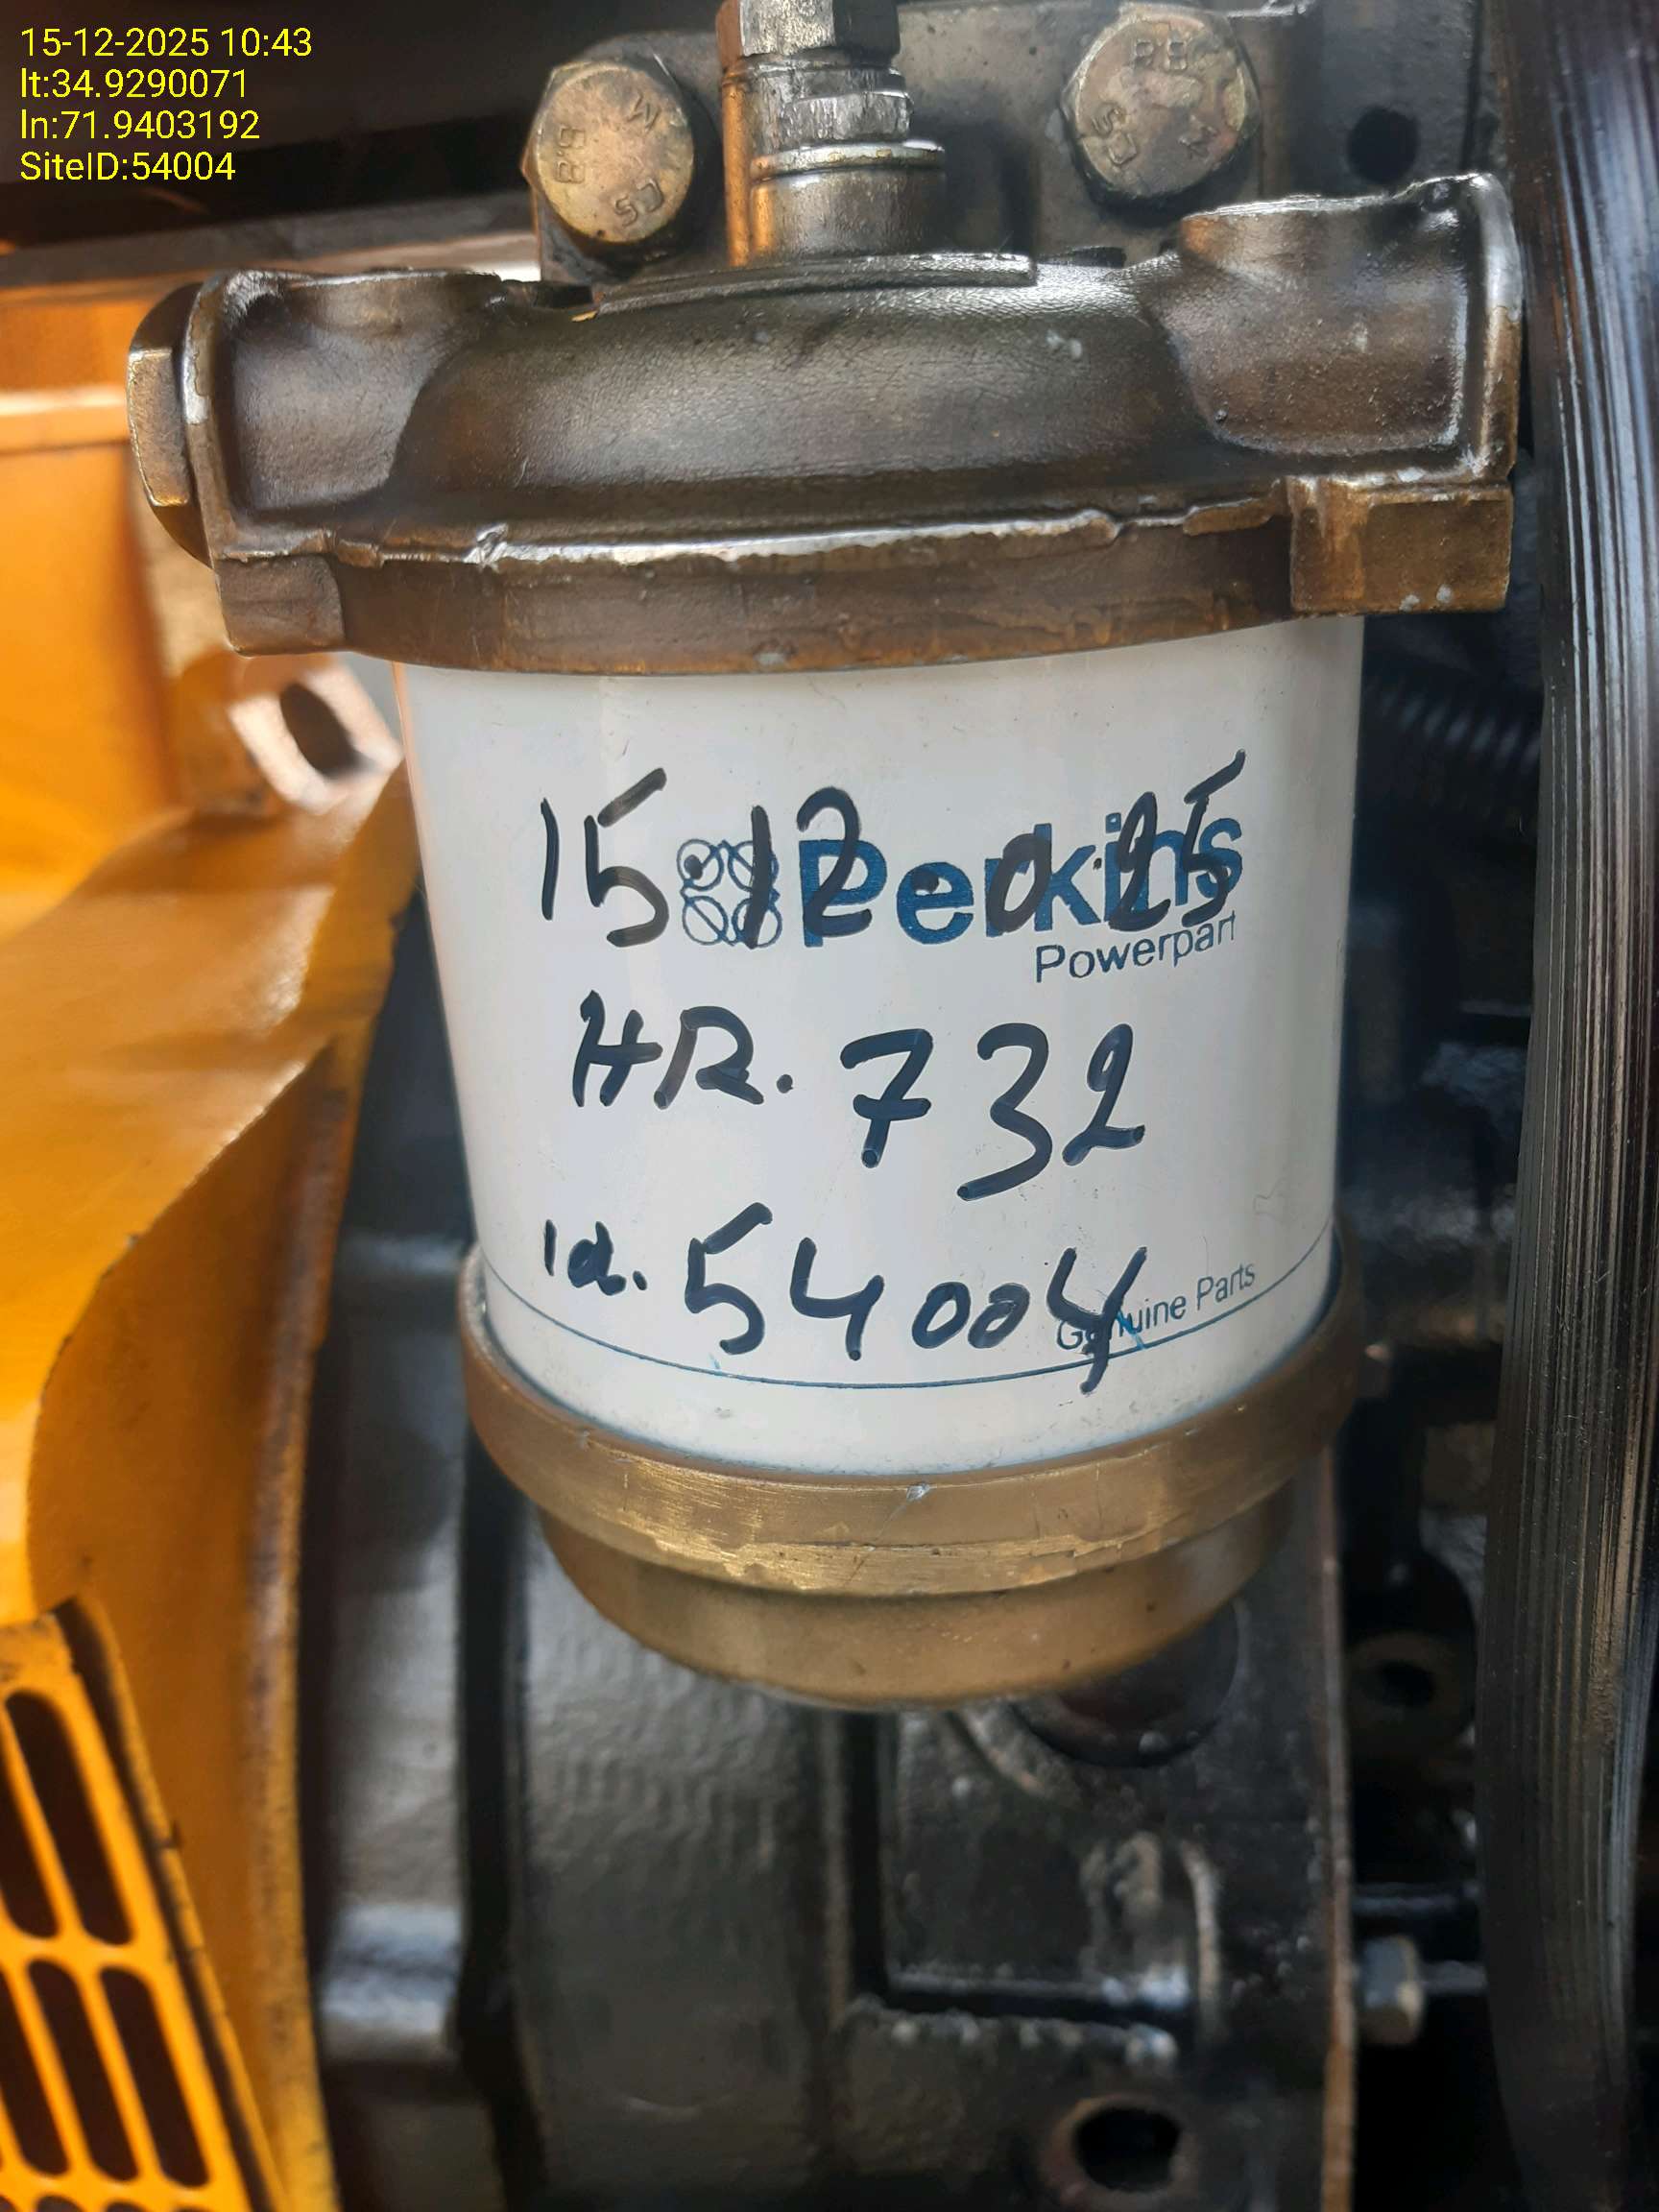 15-12-2025 10:43
lt:34.9290071
ln:71.9403192
SiteID:54004
15.12.025
Perkins
Powerpart
HR. 732
Id. 54004
Genuine Parts